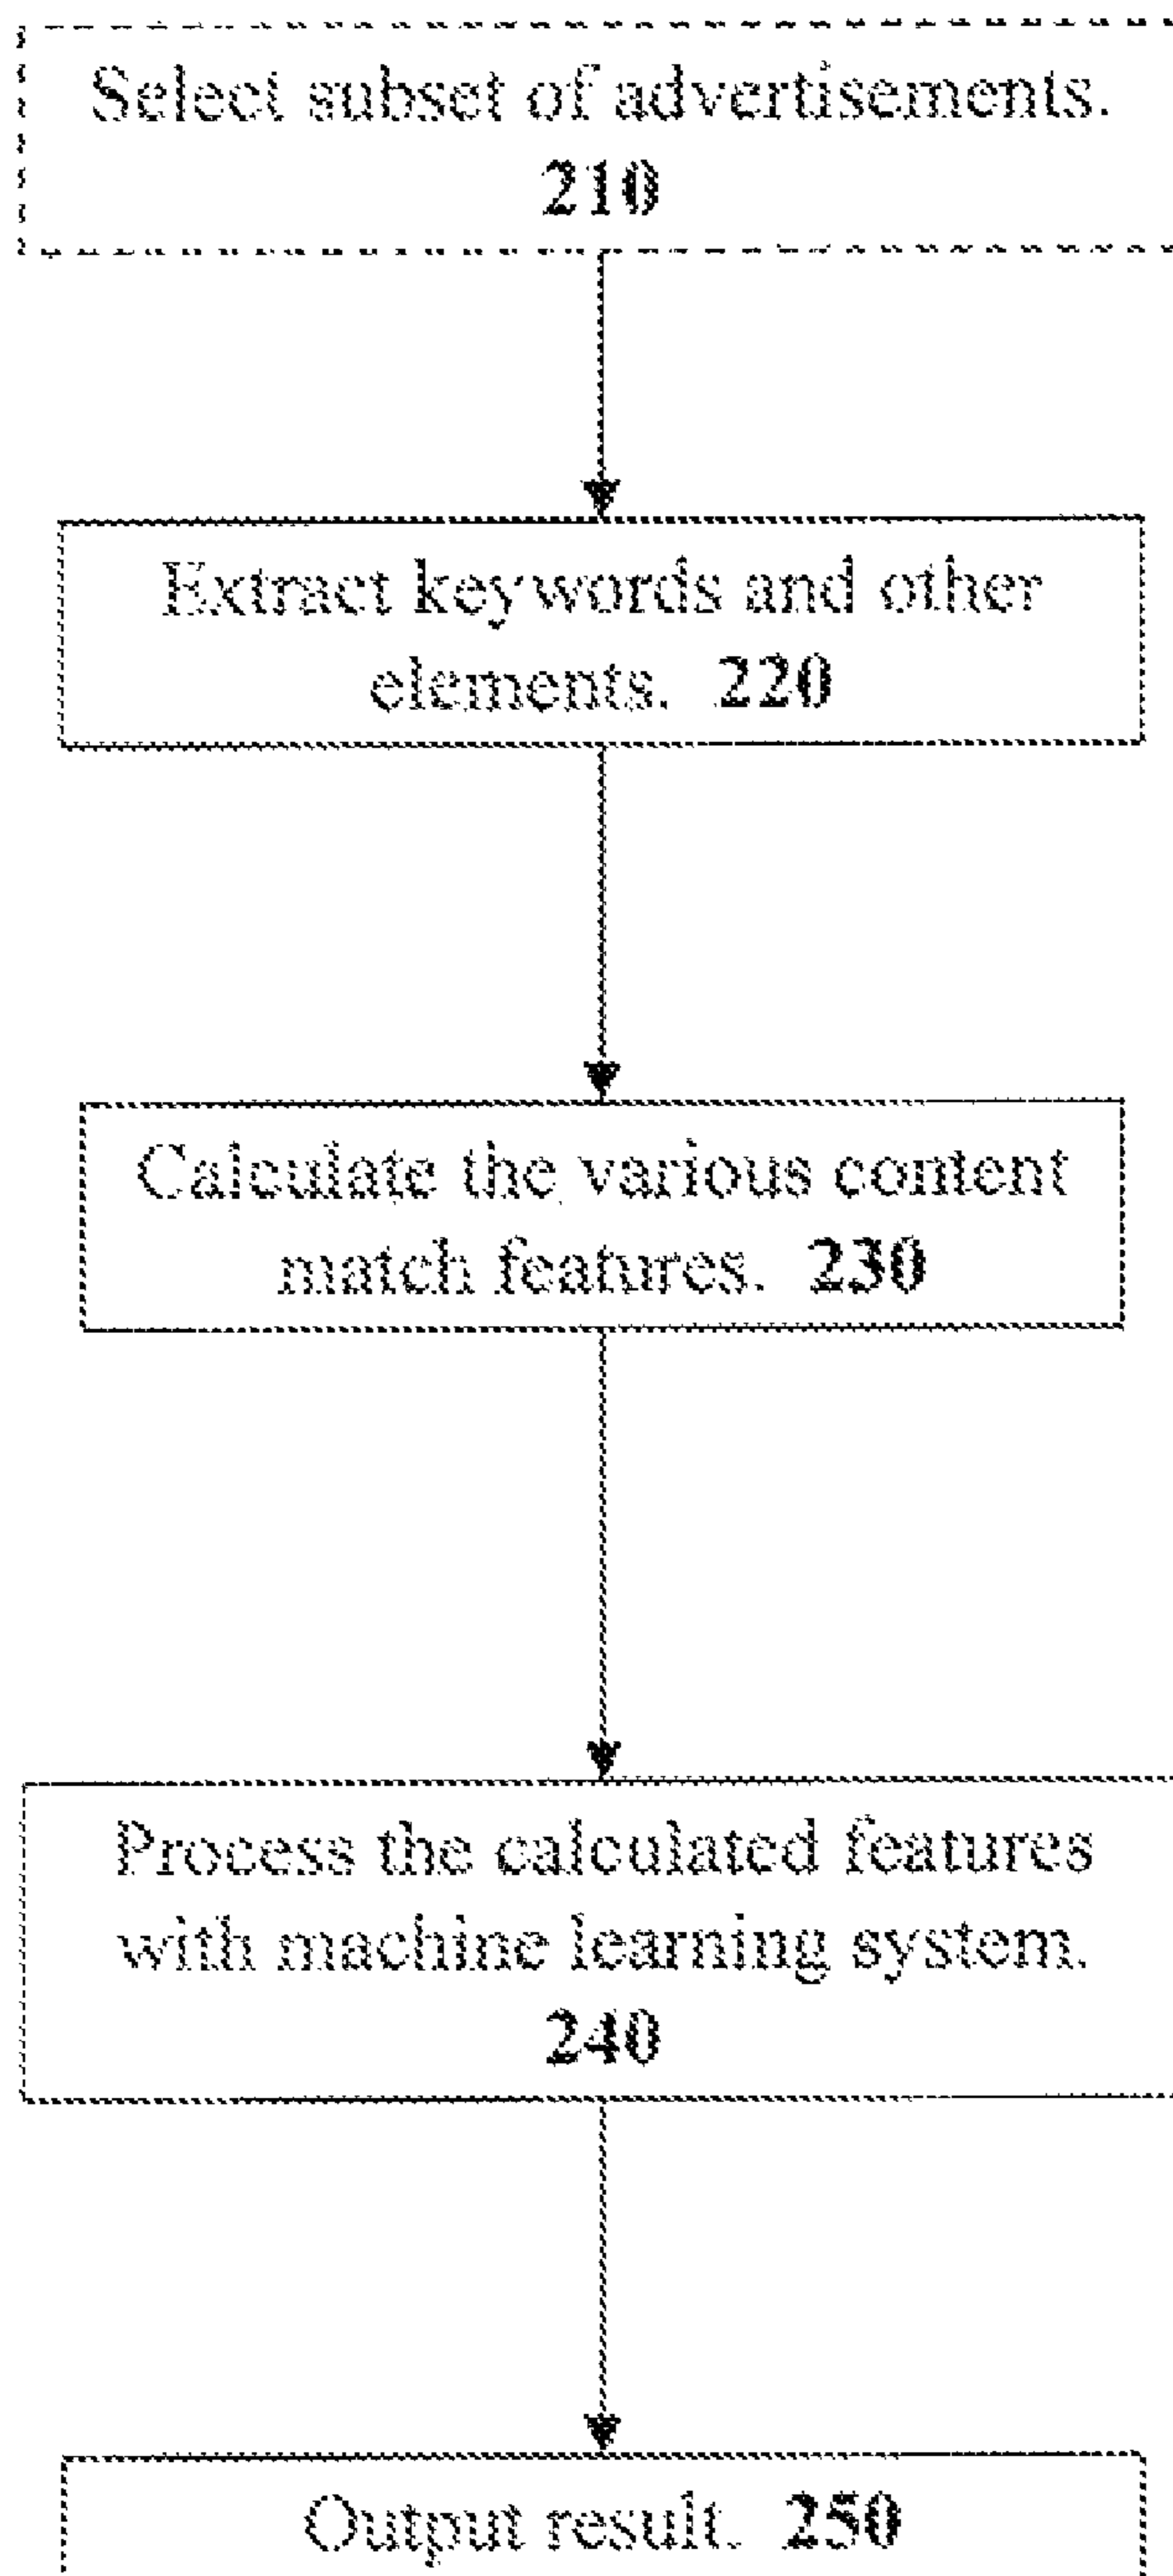 Select subset of advertisements.
210
Extract keywords and other
elements. 220
Calculate the various content
match features. 230
Process the calculated features
with machine learning system.
240
Output result. 250